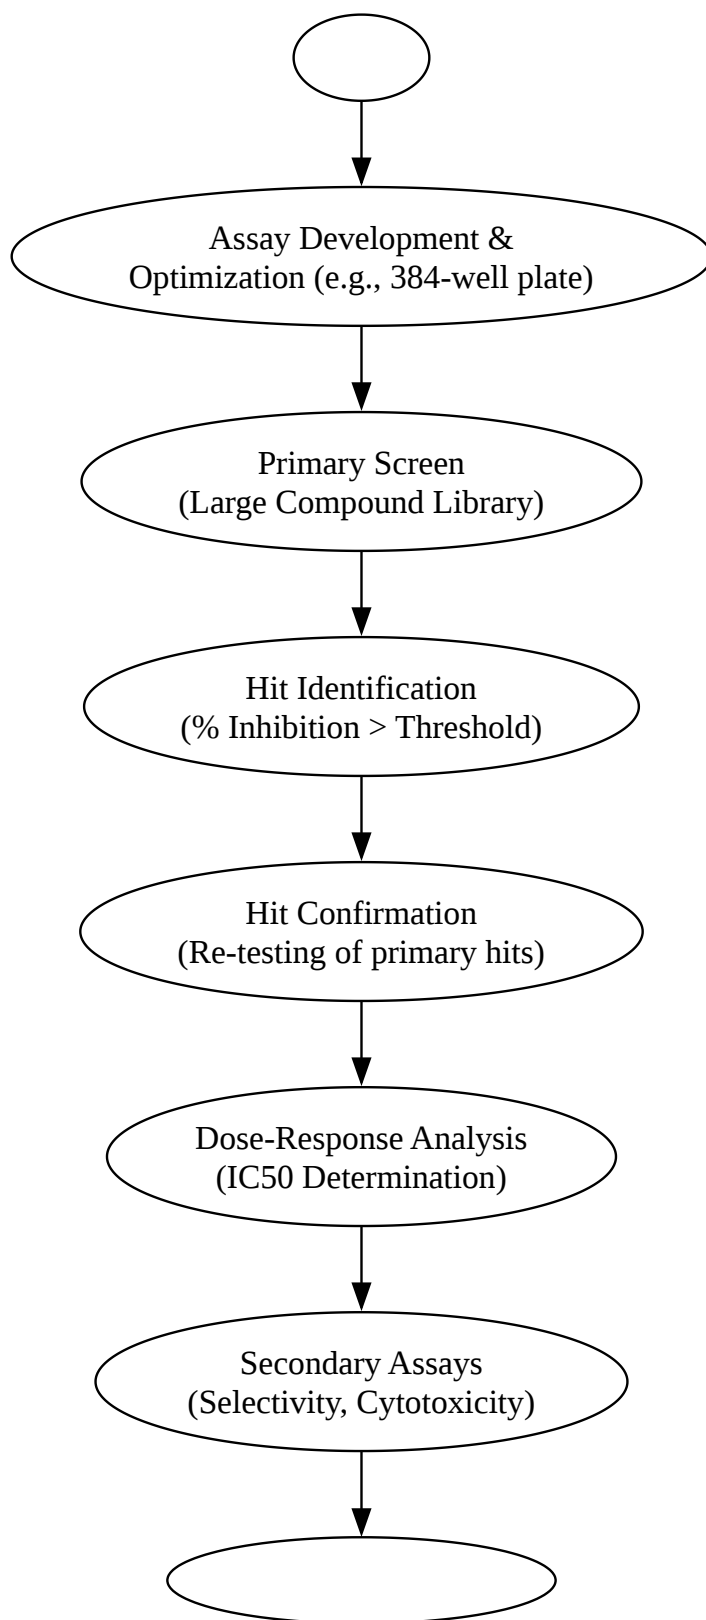 Assay Development &
Optimization (e.g., 384-well plate)
Primary Screen
(Large Compound Library)
Hit Identification
(% Inhibition > Threshold)
Hit Confirmation
(Re-testing of primary hits)
Dose-Response Analysis
(IC50 Determination)
Secondary Assays
(Selectivity, Cytotoxicity)